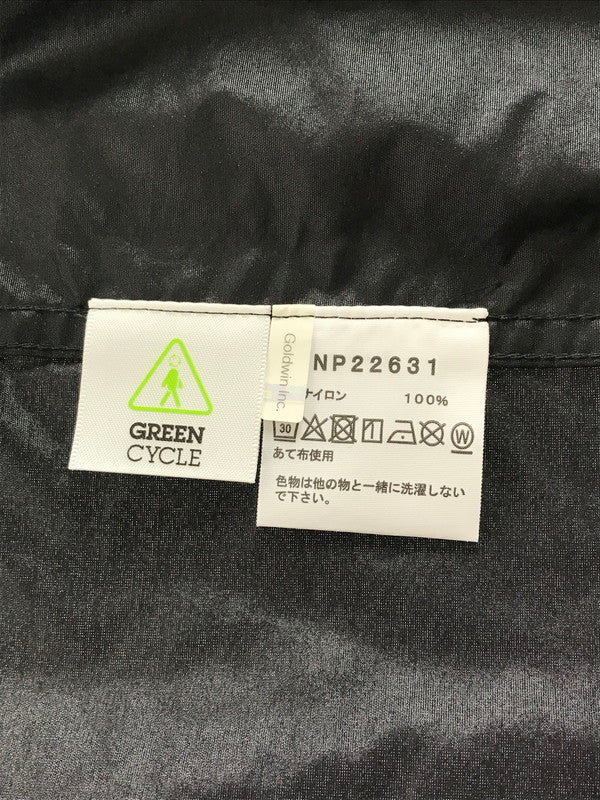 GREEN
CYCLE
Goldwin inc.
NP22631
ナイロン 100%
30
W
あて布使用
色物は他の物と一緒に洗濯しない
で下さい。